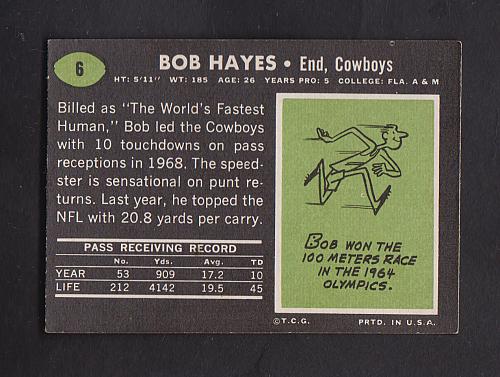 6
BOB HAYES • End, Cowboys
HT: 5'11" WT: 185 AGE: 26 YEARS PRO: 5 COLLEGE: FLA. A & M
Billed as "The World's Fastest
Human," Bob led the Cowboys
with 10 touchdowns on pass
receptions in 1968. The speed-
ster is sensational on punt re-
turns. Last year, he topped the
NFL with 20.8 yards per carry.
PASS RECEIVING RECORD
No. Yds. Avg. TD
YEAR 53 909 17.2 10
LIFE 212 4142 19.5 45
BOB WON THE
100 METERS RACE
IN THE 1964
OLYMPICS.
©T.C.G. PRTD. IN U.S.A.